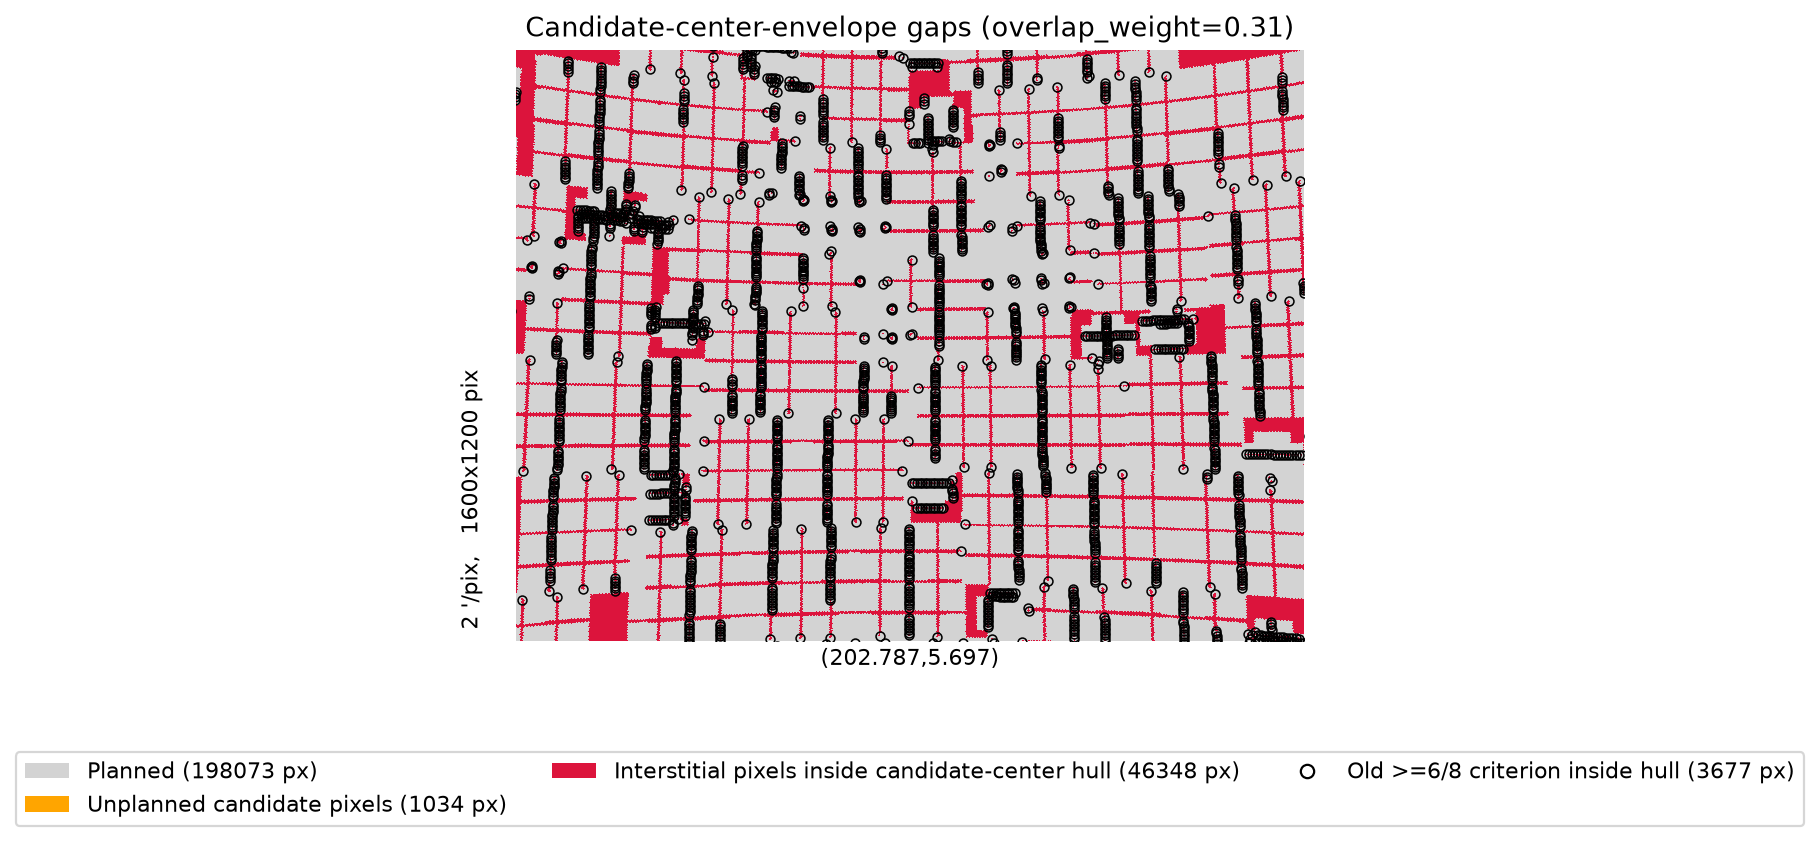 Candidate-center-envelope gaps (overlap_weight=0.31)
2 '/pix,   1600x1200 pix
(202.787,5.697)
Planned (198073 px)
Unplanned candidate pixels (1034 px)
Interstitial pixels inside candidate-center hull (46348 px)
Old >=6/8 criterion inside hull (3677 px)